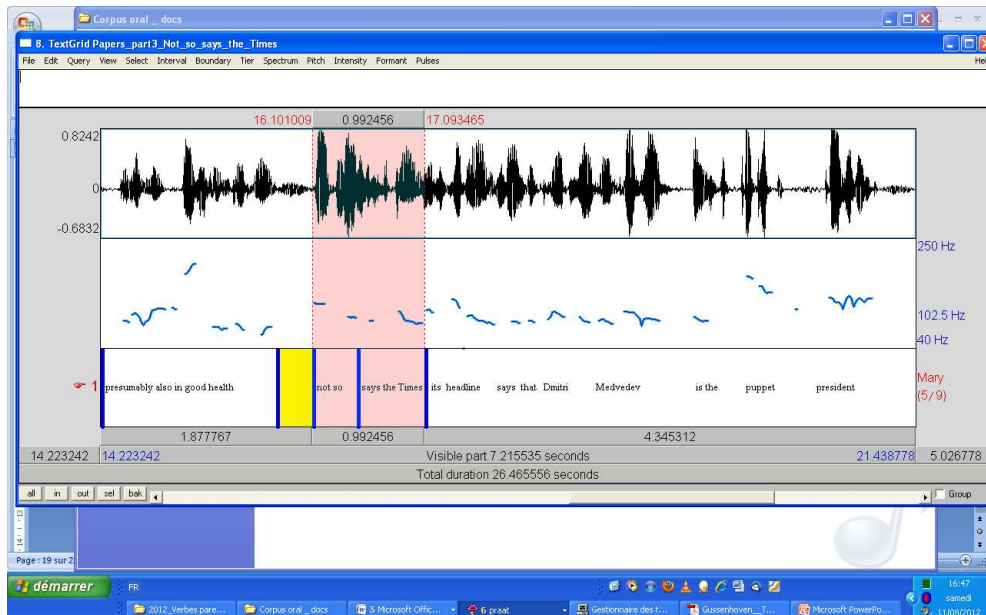 Corpus oral _ docs
8. TextGrid Papers_part3_Not_so_says_the_Times
File Edit Query View Select Interval Boundary Tier Spectrum Pitch Intensity Formant Pulses Hel
16.101009 0.992456 17.093465
0.8242
0
-0.6832
250 Hz
102.5 Hz
40 Hz
1 presumably also in good health not so says the Times its headline says that Dmitri Medvedev is the puppet president Mary
(5/9)
1.877767 0.992456 4.345312
14.223242 14.223242 Visible part 7.215535 seconds 21.438778 5.026778
Total duration 26.465556 seconds
all in out sel bak Group
Page : 19 sur 2
démarrer FR 16:47
samedi
2012_Verbes pare... Corpus oral _ docs 5 Microsoft Offic... 6 praat Gestionnaire des t... Gussenhoven__T... Microsoft PowerPo... 11/08/2012